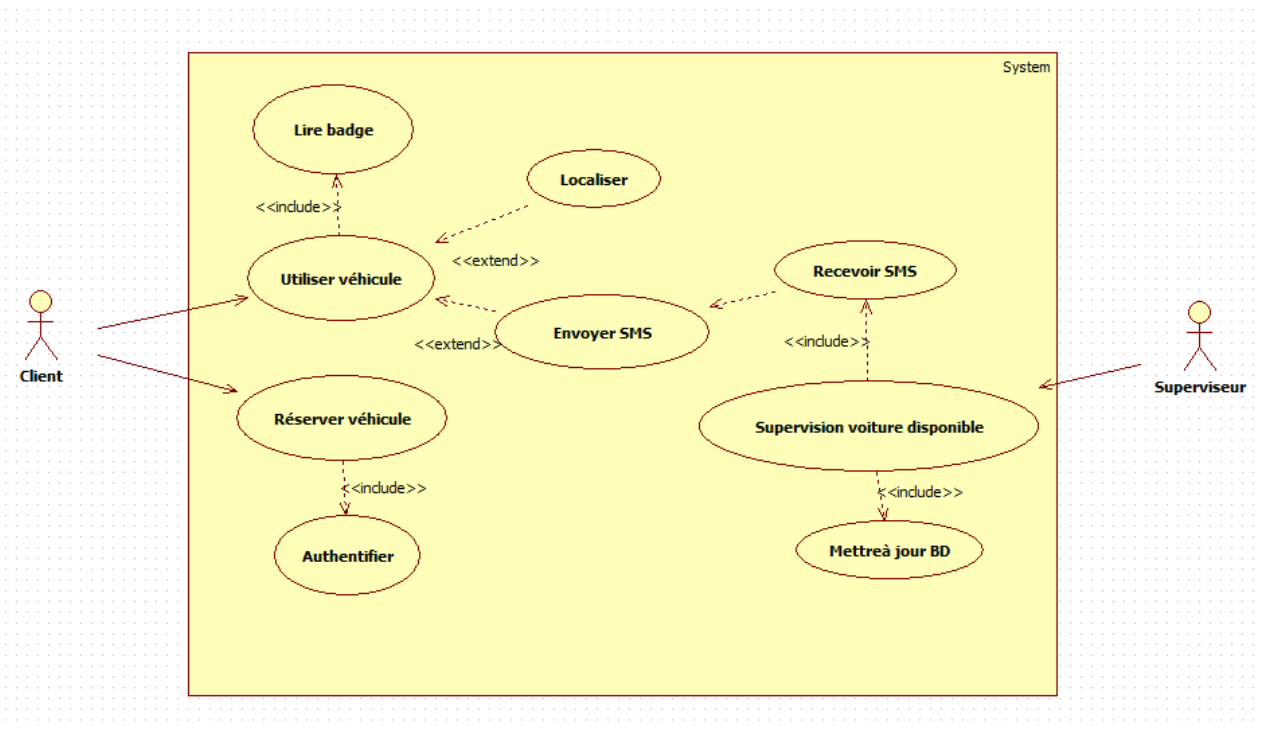 System
Lire badge
Localiser
<<include>>
<<extend>>
Recevoir SMS
Utiliser véhicule
Envoyer SMS
<<extend>>
<<include>>
Client
Superviseur
Réserver véhicule
Supervision voiture disponible
<<include>>
<<include>>
Authentifier
Mettreà jour BD